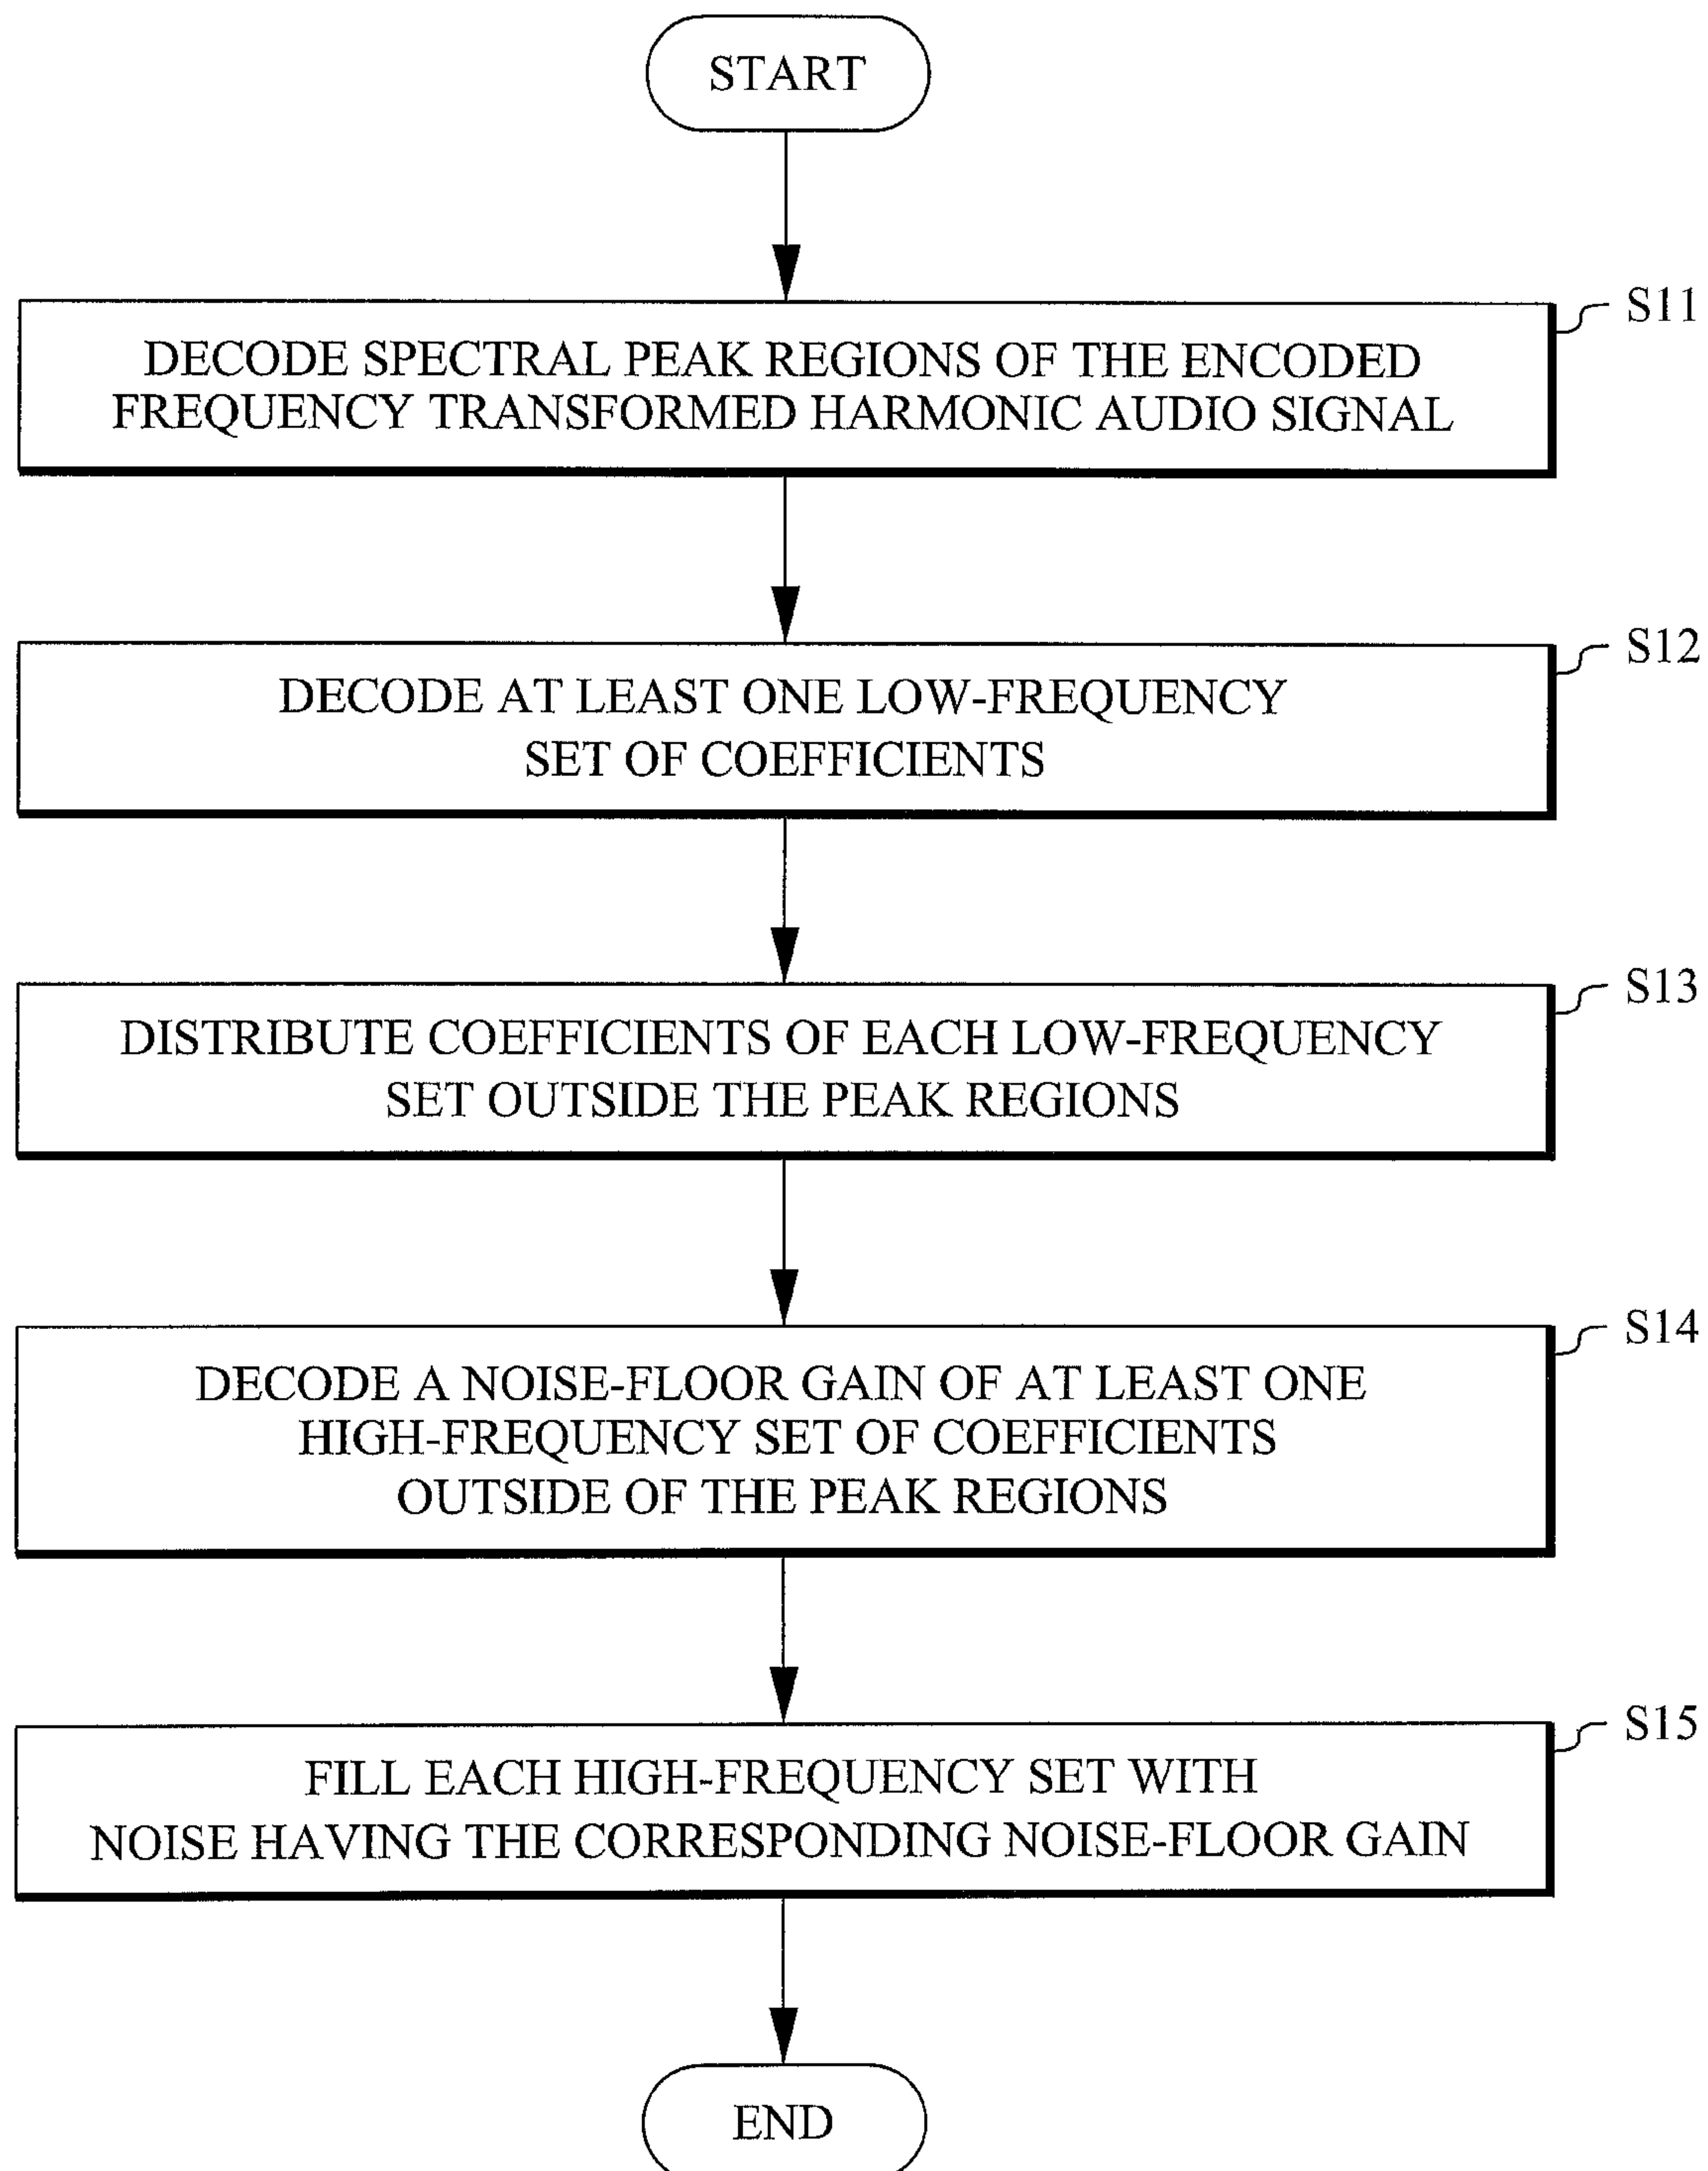 START
S11
DECODE SPECTRAL PEAK REGIONS OF THE ENCODED
FREQUENCY TRANSFORMED HARMONIC AUDIO SIGNAL
S12
DECODE AT LEAST ONE LOW-FREQUENCY
SET OF COEFFICIENTS
S13
DISTRIBUTE COEFFICIENTS OF EACH LOW-FREQUENCY
SET OUTSIDE THE PEAK REGIONS
S14
DECODE A NOISE-FLOOR GAIN OF AT LEAST ONE
HIGH-FREQUENCY SET OF COEFFICIENTS
OUTSIDE OF THE PEAK REGIONS
S15
FILL EACH HIGH-FREQUENCY SET WITH
NOISE HAVING THE CORRESPONDING NOISE-FLOOR GAIN
END